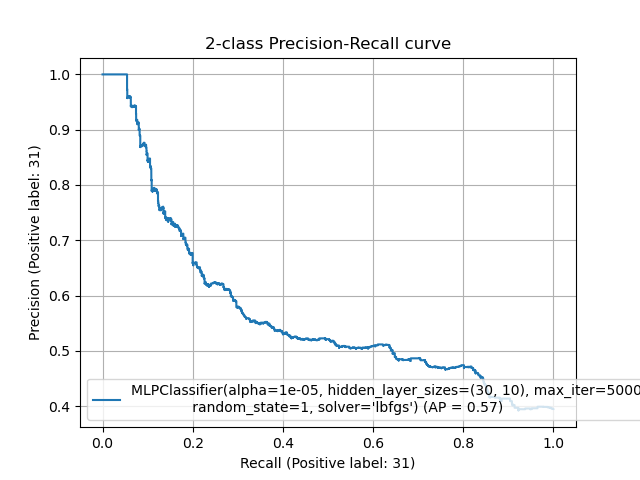 2-class Precision-Recall curve
Precision (Positive label: 31)
1.0
0.9
0.8
0.7
0.6
0.5
0.4
MLPClassifier(alpha=1e-05, hidden_layer_sizes=(30, 10), max_iter=5000
random_state=1, solver='lbfgs') (AP = 0.57)
0.0 0.2 0.4 0.6 0.8 1.0
Recall (Positive label: 31)